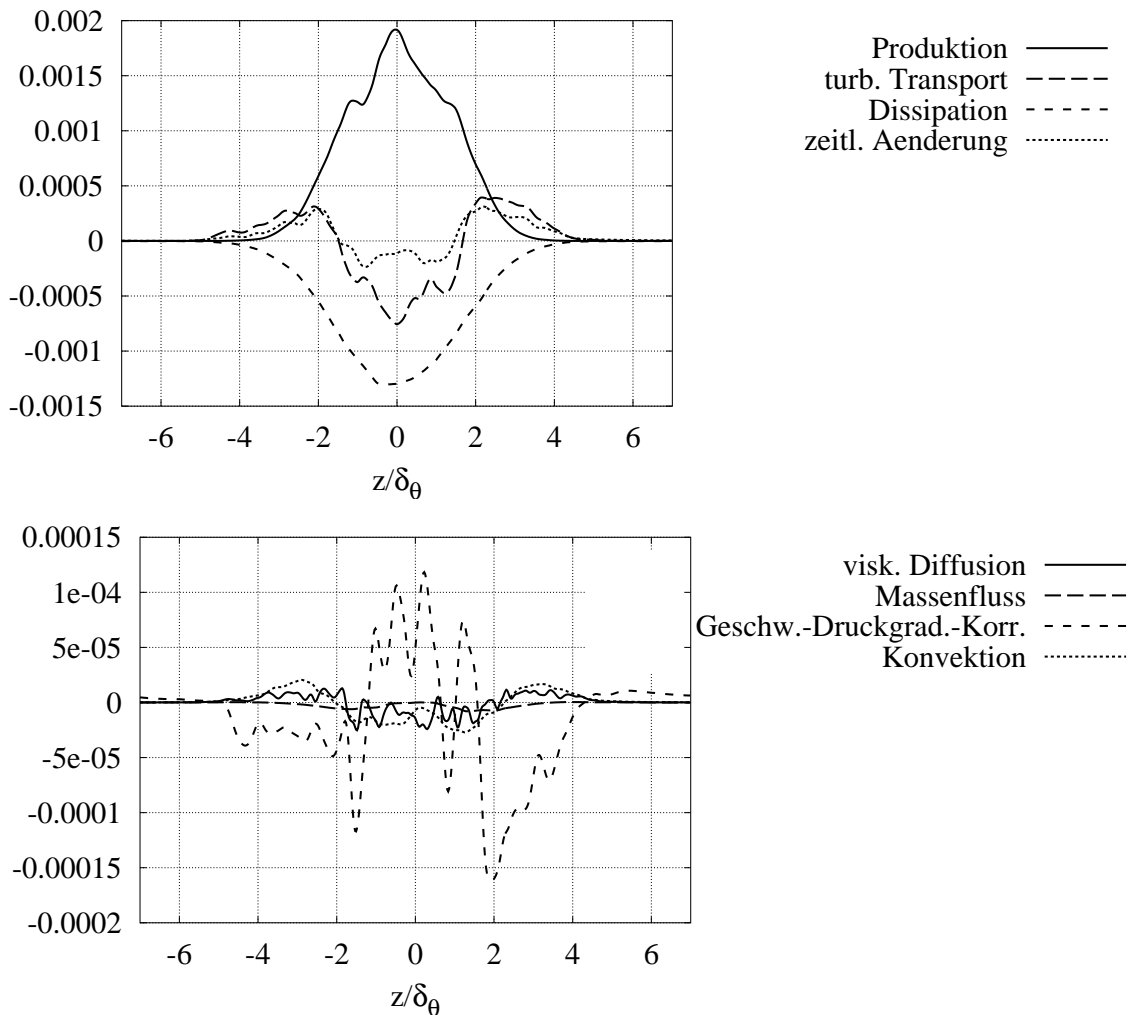 0.002
0.0015
0.001
0.0005
0
-0.0005
-0.001
-0.0015
-6 -4 -2 0 2 4 6
z/δθ
Produktion
turb. Transport
Dissipation
zeitl. Aenderung
0.00015
1e-04
5e-05
0
-5e-05
-0.0001
-0.00015
-0.0002
-6 -4 -2 0 2 4 6
z/δθ
visk. Diffusion
Massenfluss
Geschw.-Druckgrad.-Korr.
Konvektion